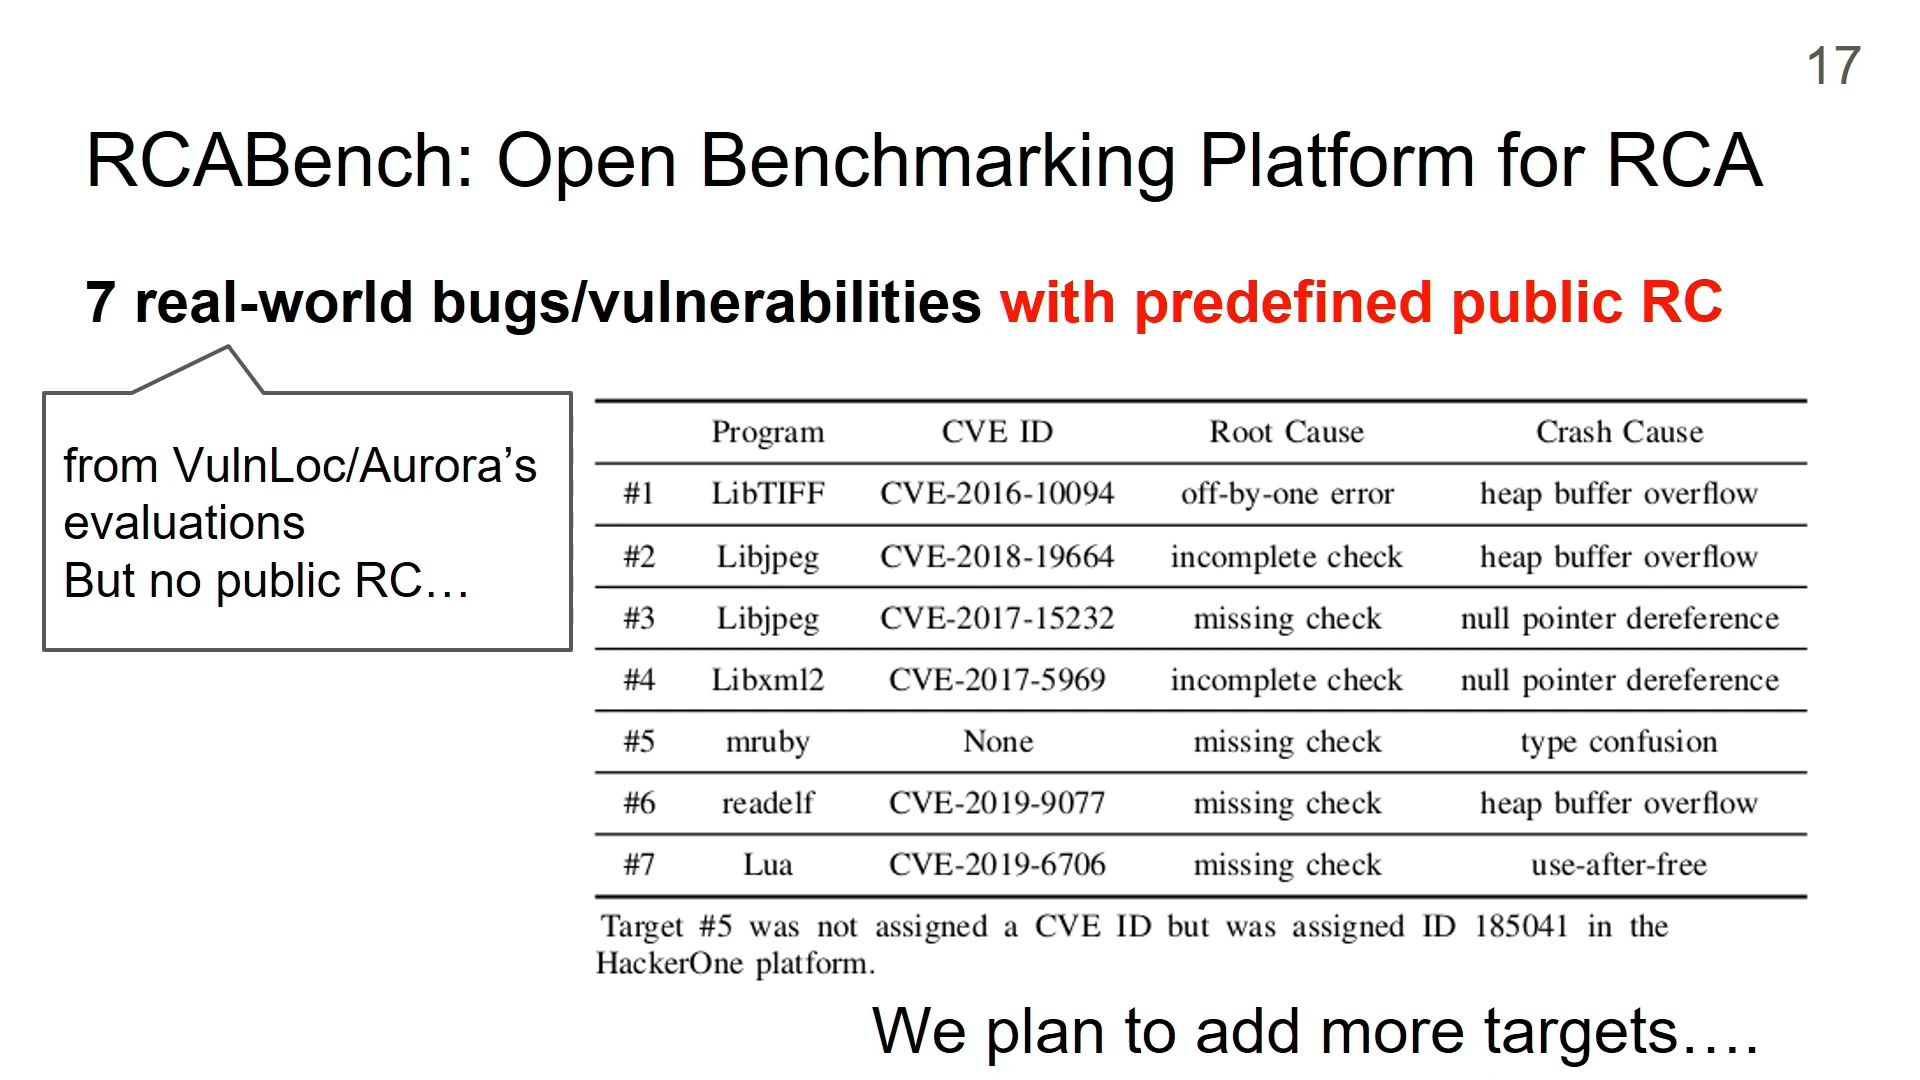 17
RCABench: Open Benchmarking Platform for RCA
7 real-world bugs/vulnerabilities with predefined public RC
from VulnLoc/Aurora’s
evaluations
But no public RC…
Program CVE ID Root Cause Crash Cause
#1 LibTIFF CVE-2016-10094 off-by-one error heap buffer overflow
#2 Libjpeg CVE-2018-19664 incomplete check heap buffer overflow
#3 Libjpeg CVE-2017-15232 missing check null pointer dereference
#4 Libxml2 CVE-2017-5969 incomplete check null pointer dereference
#5 mruby None missing check type confusion
#6 readelf CVE-2019-9077 missing check heap buffer overflow
#7 Lua CVE-2019-6706 missing check use-after-free
Target #5 was not assigned a CVE ID but was assigned ID 185041 in the
HackerOne platform.
We plan to add more targets….